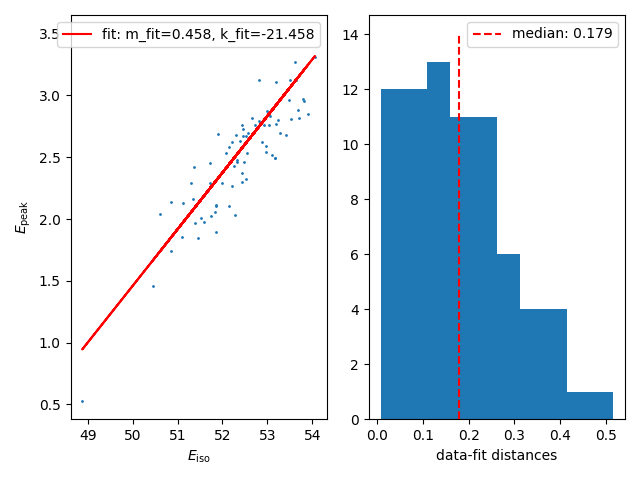 fit: m_fit=0.458, k_fit=-21.458
3.5
3.0
2.5
2.0
1.5
1.0
0.5
E_peak
49 50 51 52 53 54
E_iso
median: 0.179
14
12
10
8
6
4
2
0
0.0 0.1 0.2 0.3 0.4 0.5
data-fit distances